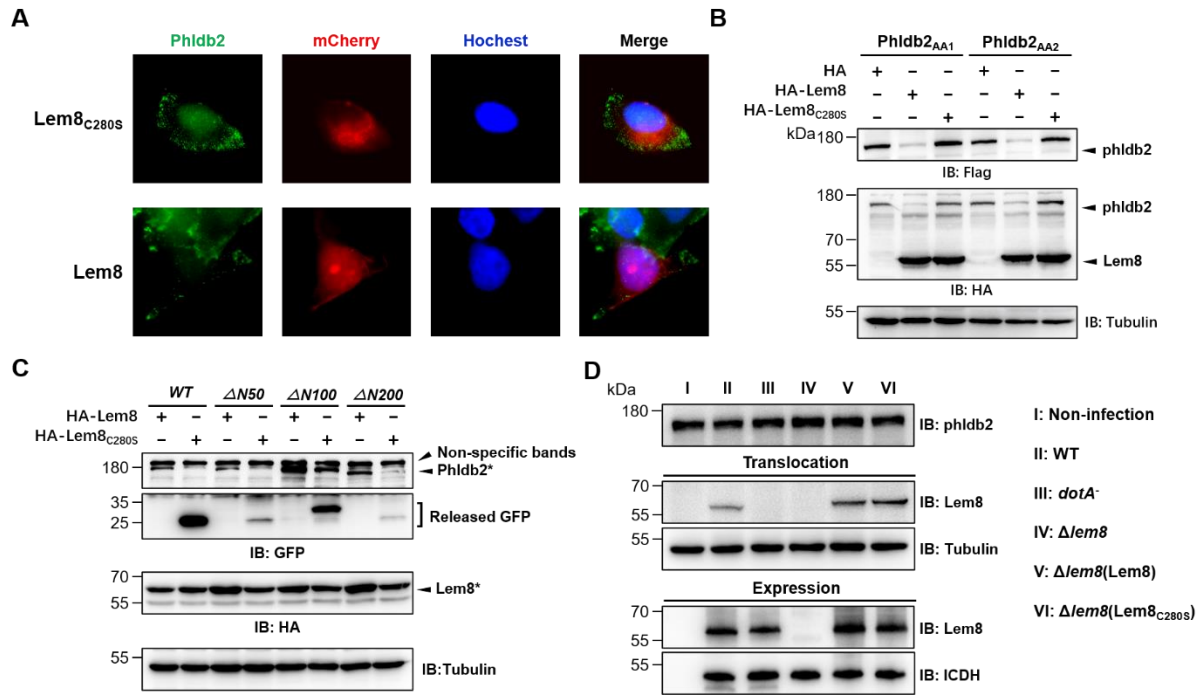 A
Phldb2 mCherry Hochest Merge
Lem8C280S
Lem8
B
Phldb2AA1 Phldb2AA2
HA + – – + – –
HA-Lem8 – + – – + –
HA-Lem8C280S – – + – – +
kDa
180
phldb2
IB: Flag
180
phldb2
70
55
Lem8
IB: HA
55
IB: Tubulin
C
WT △N50 △N100 △N200
HA-Lem8 + – + – + – + –
HA-Lem8C280S – + – + – + – +
Non-specific bands
180
Phldb2*
35
25
Released GFP
IB: GFP
70
Lem8*
55
IB: HA
55
IB:Tubulin
D
kDa I II III IV V VI
180
IB: phldb2
Translocation
70
55
IB: Lem8
55
IB: Tubulin
Expression
70
55
IB: Lem8
55
IB: ICDH
I: Non-infection
II: WT
III: dotA-
IV: Δlem8
V: Δlem8(Lem8)
VI: Δlem8(Lem8C280S)